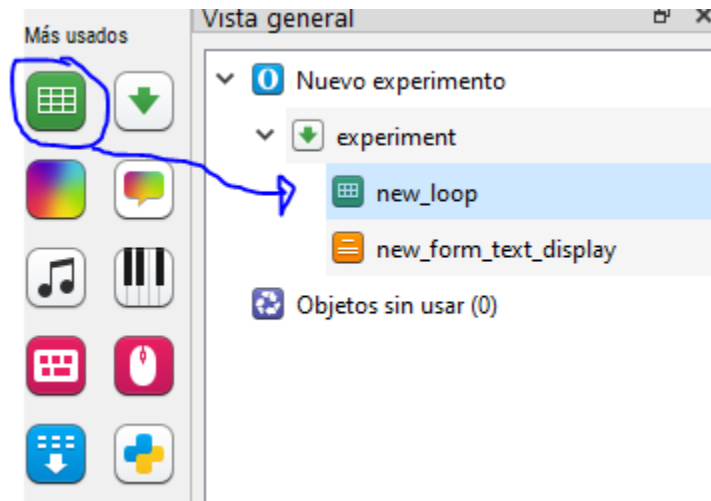 Más usados
Vista general
Nuevo experimento
experiment
new_loop
new_form_text_display
Objetos sin usar (0)